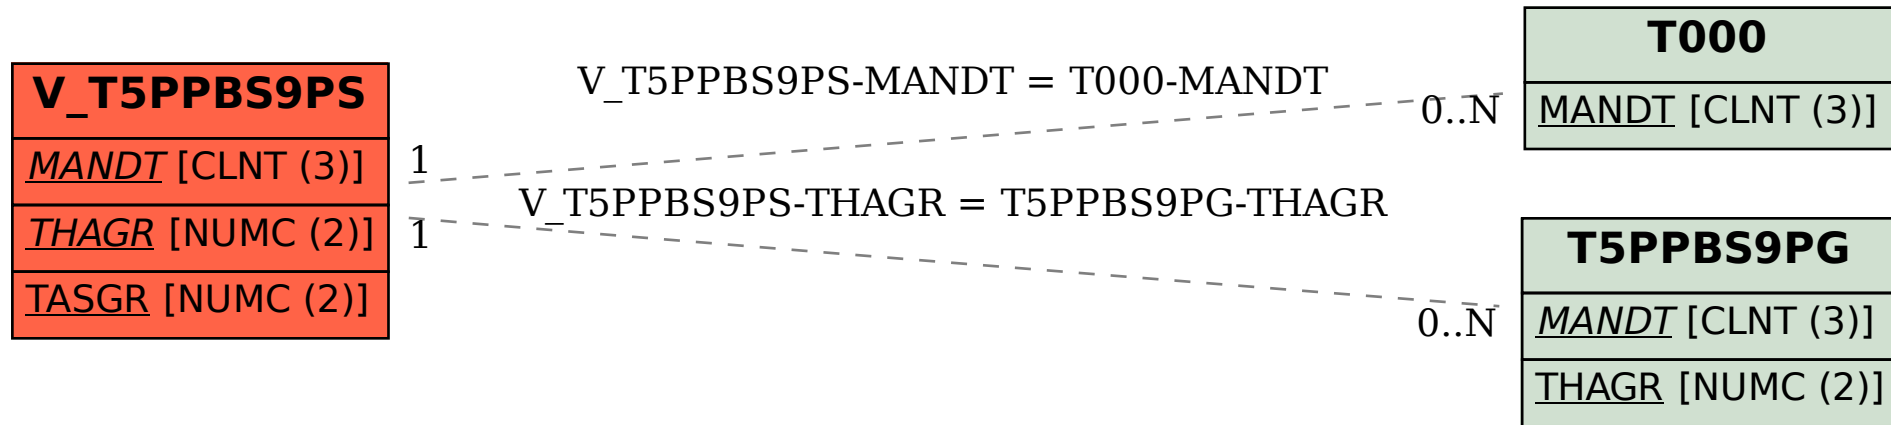 V_T5PPBS9PS
MANDT [CLNT (3)]
THAGR [NUMC (2)]
TASGR [NUMC (2)]
V_T5PPBS9PS-MANDT = T000-MANDT
1
0..N
V_T5PPBS9PS-THAGR = T5PPBS9PG-THAGR
1
0..N
T000
MANDT [CLNT (3)]
T5PPBS9PG
MANDT [CLNT (3)]
THAGR [NUMC (2)]